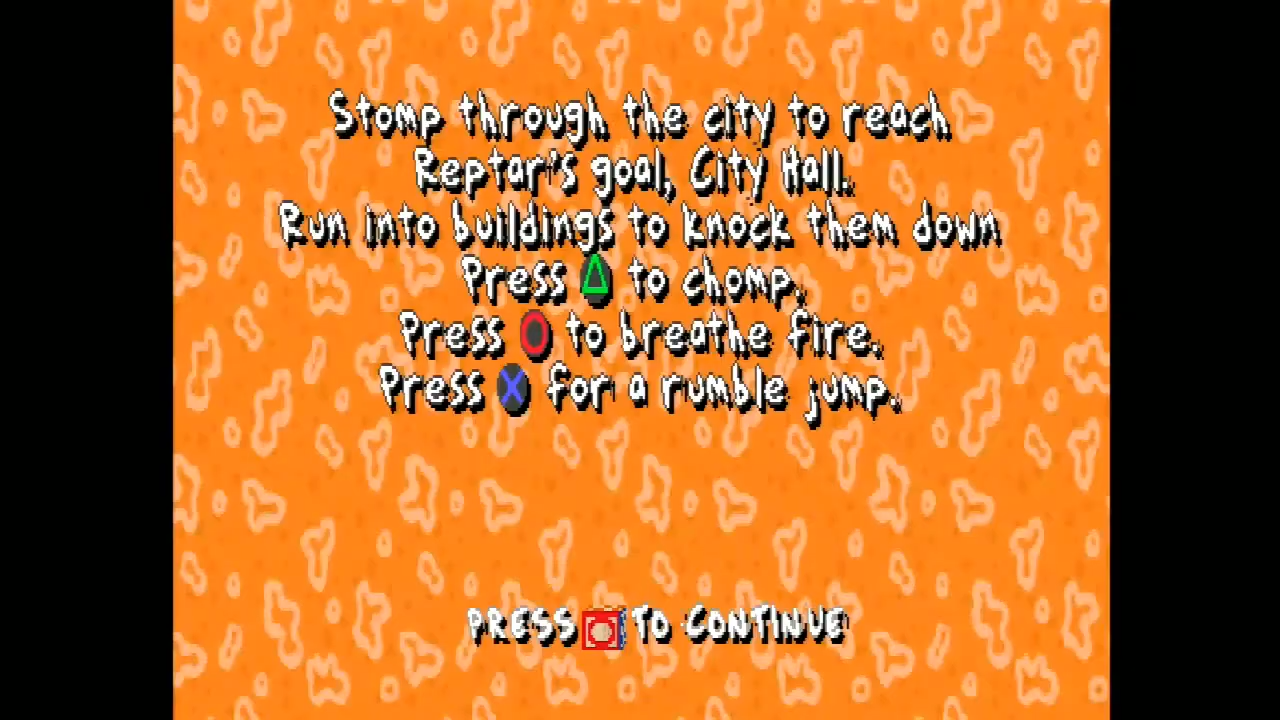 Stomp through the city to reach
Reptar's goal, City Hall.
Run into buildings to knock them down
Press △ to chomp.
Press ○ to breathe fire.
Press X for a rumble jump.
PRESS TO CONTINUE